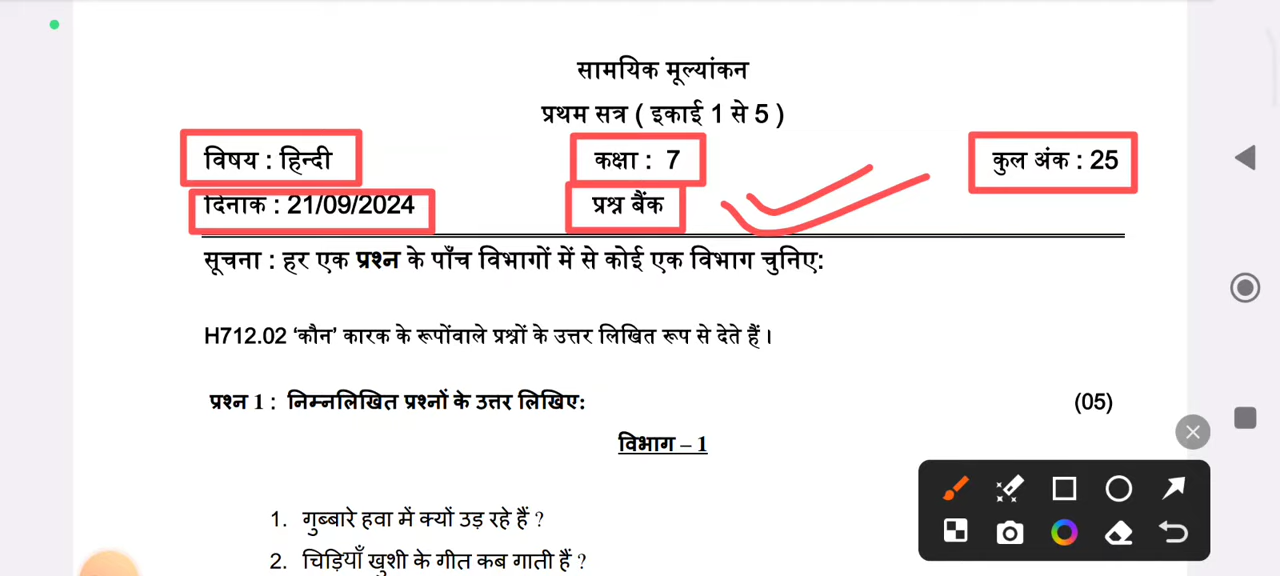 सामयिक मूल्यांकन
प्रथम सत्र ( इकाई 1 से 5 )
विषय : हिन्दी कक्षा : 7 कुल अंक : 25
दिनाक : 21/09/2024 प्रश्न बैंक
सूचना : हर एक प्रश्न के पाँच विभागों में से कोई एक विभाग चुनिए:
H712.02 ‘कौन’ कारक के रूपोंवाले प्रश्नों के उत्तर लिखित रूप से देते हैं ।
प्रश्न 1 : निम्नलिखित प्रश्नों के उत्तर लिखिए: (05)
विभाग – 1
1. गुब्बारे हवा में क्यों उड़ रहे हैं ?
2. चिड़ियाँ खुशी के गीत कब गाती हैं ?